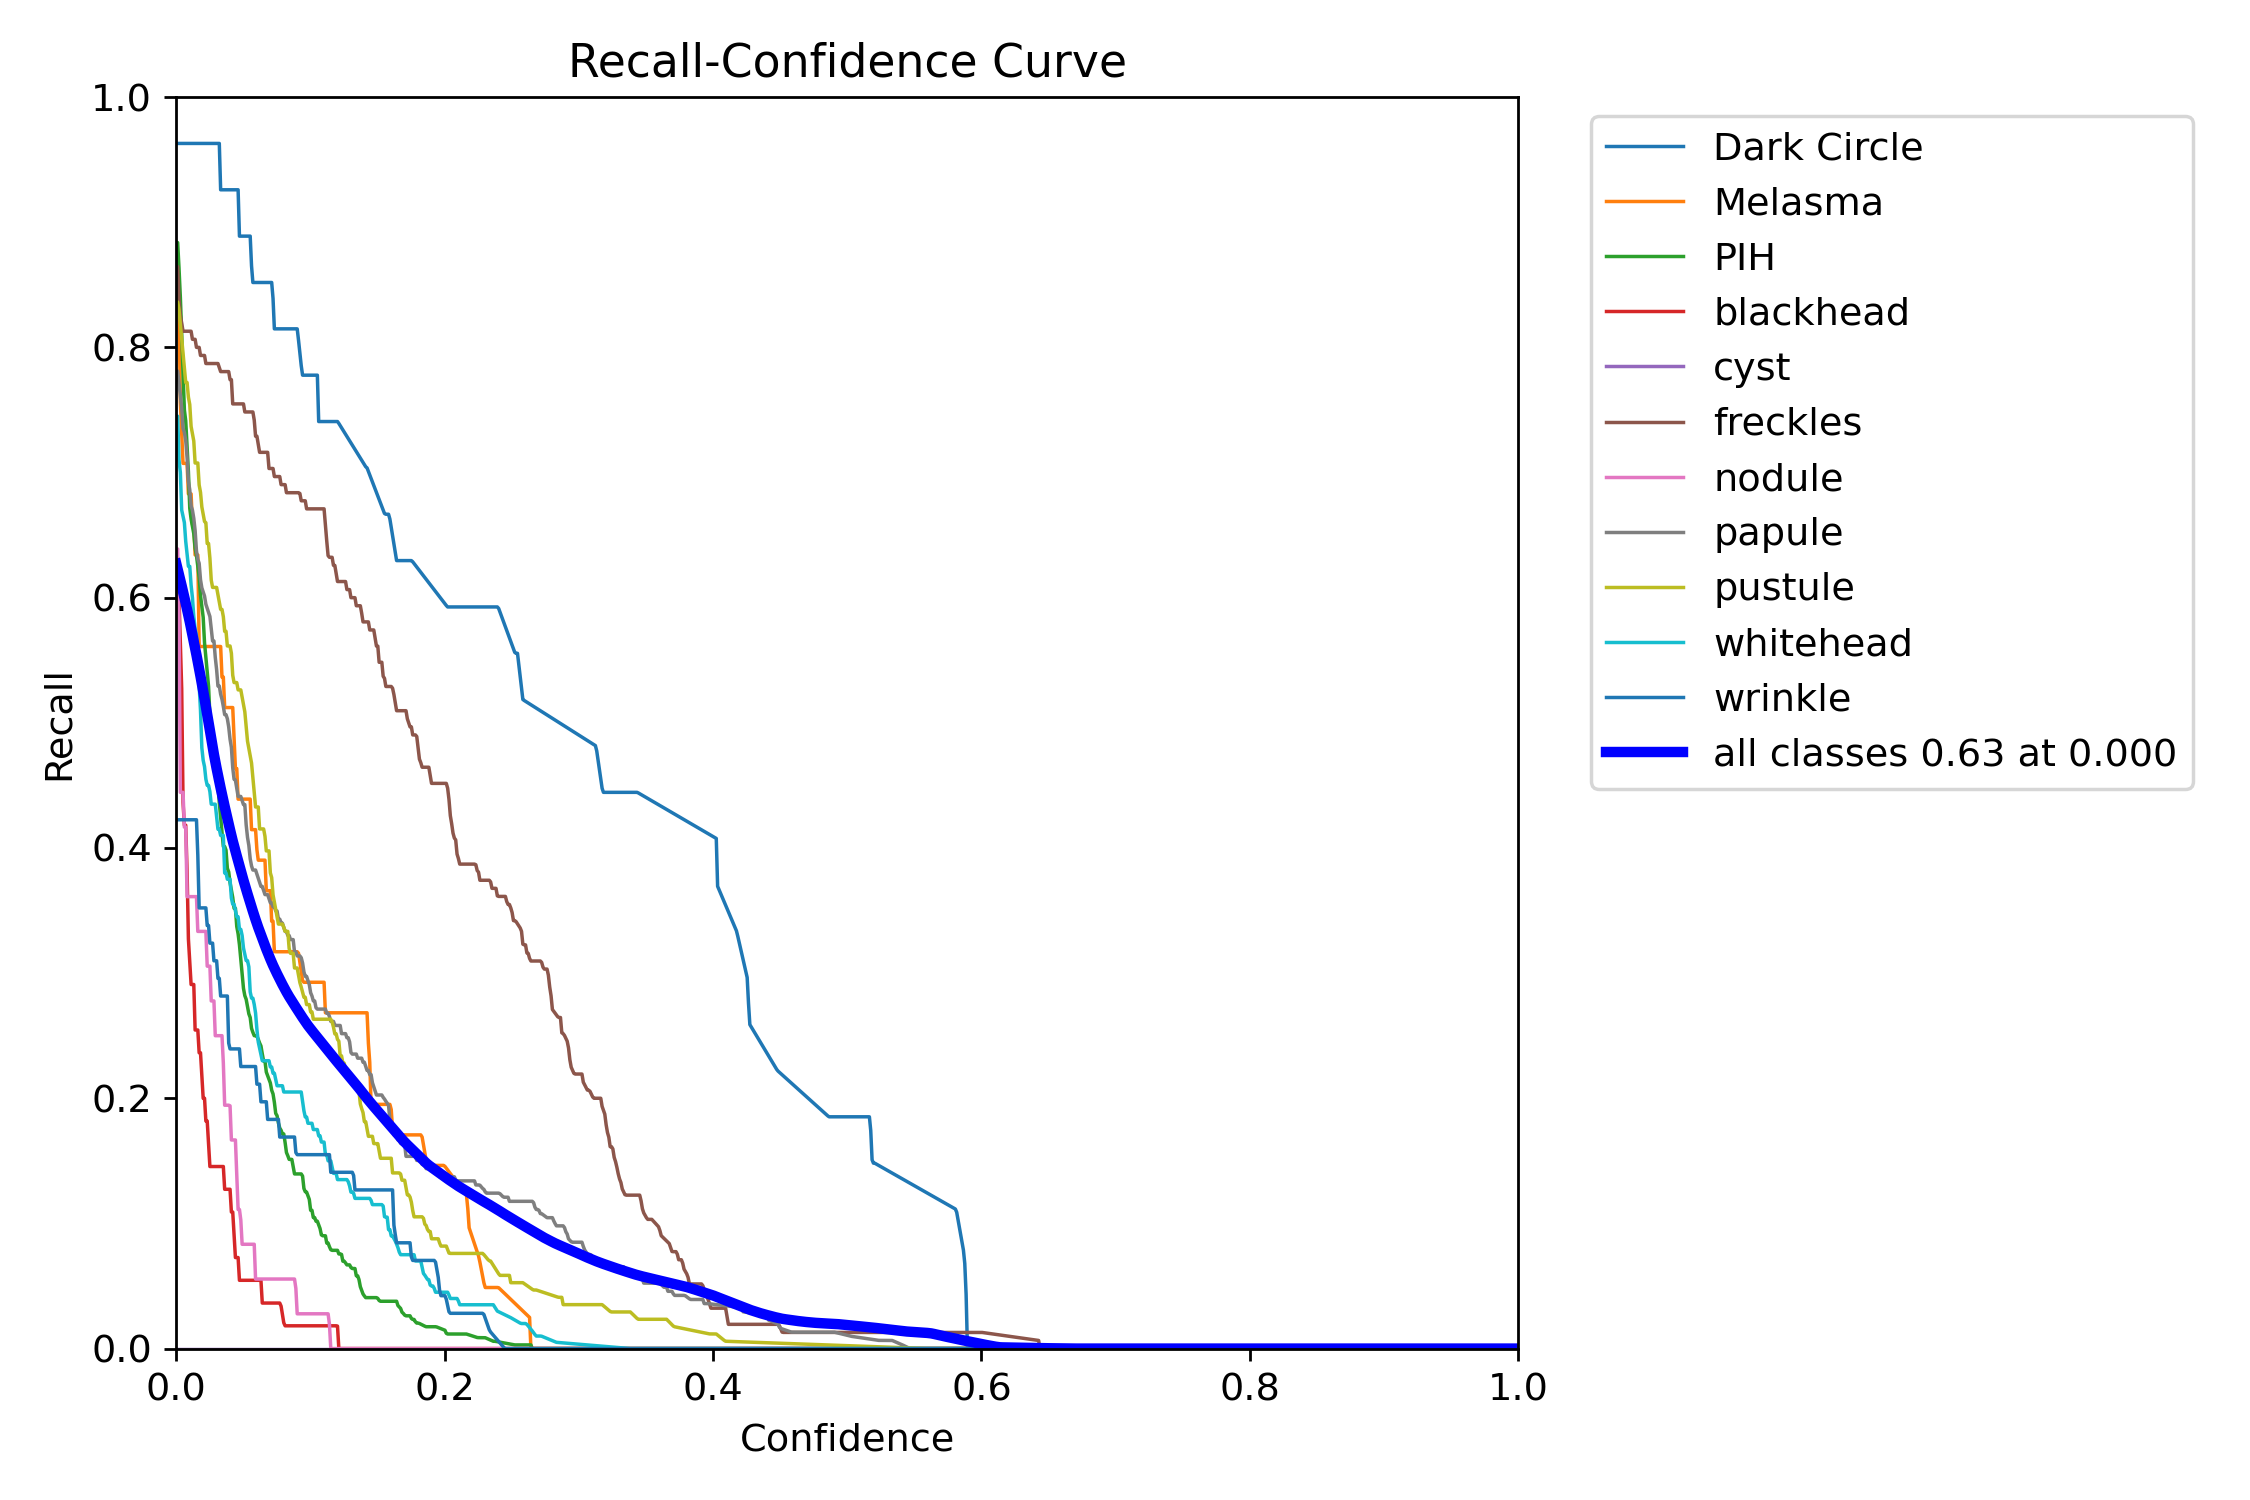 Recall-Confidence Curve
1.0
0.8
0.6
0.4
0.2
0.0
Recall
0.0 0.2 0.4 0.6 0.8 1.0
Confidence
Dark Circle
Melasma
PIH
blackhead
cyst
freckles
nodule
papule
pustule
whitehead
wrinkle
all classes 0.63 at 0.000